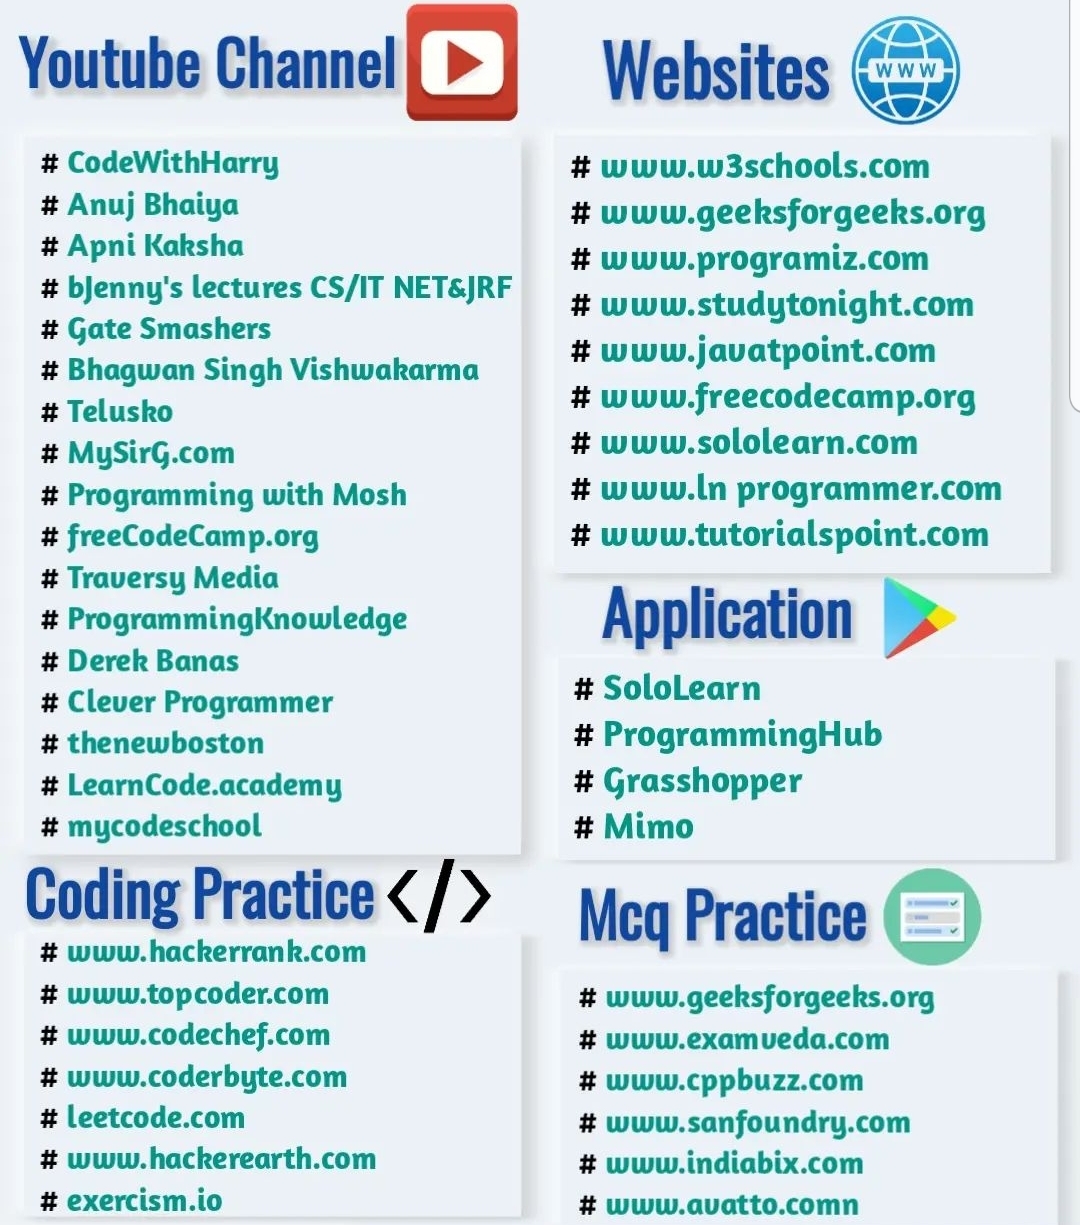 Youtube Channel
# CodeWithHarry
# Anuj Bhaiya
# Apni Kaksha
# bJenny's lectures CS/IT NET&JRF
# Gate Smashers
# Bhagwan Singh Vishwakarma
# Telusko
# MySirG.com
# Programming with Mosh
# freeCodeCamp.org
# Traversy Media
# ProgrammingKnowledge
# Derek Banas
# Clever Programmer
# thenewboston
# LearnCode.academy
# mycodeschool
Coding Practice </>
# www.hackerrank.com
# www.topcoder.com
# www.codechef.com
# www.coderbyte.com
# leetcode.com
# www.hackerearth.com
# exercism.io
Websites
WWW
# www.w3schools.com
# www.geeksforgeeks.org
# www.programiz.com
# www.studytonight.com
# www.javatpoint.com
# www.freecodecamp.org
# www.sololearn.com
# www.ln programmer.com
# www.tutorialspoint.com
Application
# SoloLearn
# ProgrammingHub
# Grasshopper
# Mimo
Mcq Practice
# www.geeksforgeeks.org
# www.examveda.com
# www.cppbuzz.com
# www.sanfoundry.com
# www.indiabix.com
# www.avatto.comn